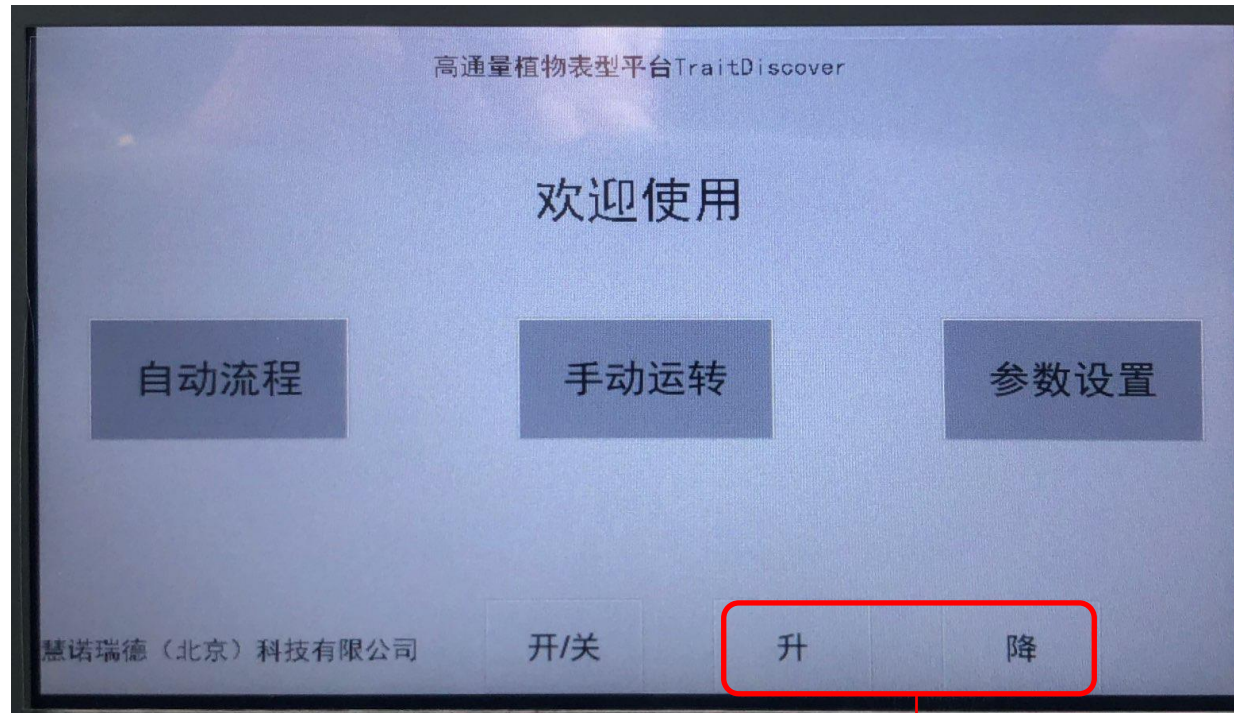 高通量植物表型平台TraitDiscover
欢迎使用
自动流程
手动运转
参数设置
慧诺瑞德（北京）科技有限公司
开/关
升
降